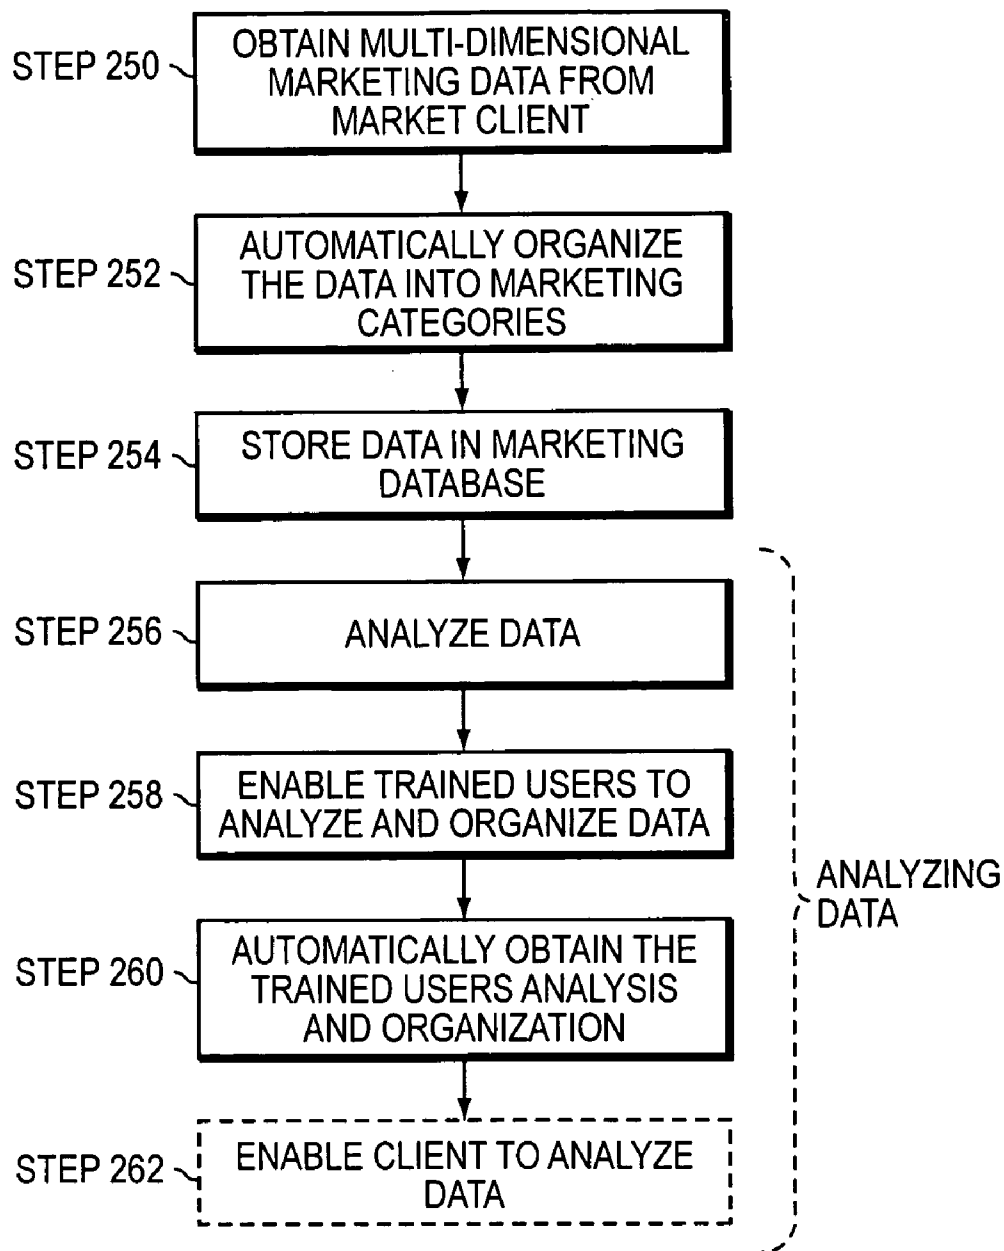 STEP 250
OBTAIN MULTI-DIMENSIONAL
MARKETING DATA FROM
MARKET CLIENT
STEP 252
AUTOMATICALLY ORGANIZE
THE DATA INTO MARKETING
CATEGORIES
STEP 254
STORE DATA IN MARKETING
DATABASE
STEP 256
ANALYZE DATA
STEP 258
ENABLE TRAINED USERS TO
ANALYZE AND ORGANIZE DATA
STEP 260
AUTOMATICALLY OBTAIN THE
TRAINED USERS ANALYSIS
AND ORGANIZATION
STEP 262
ENABLE CLIENT TO ANALYZE
DATA
ANALYZING
DATA